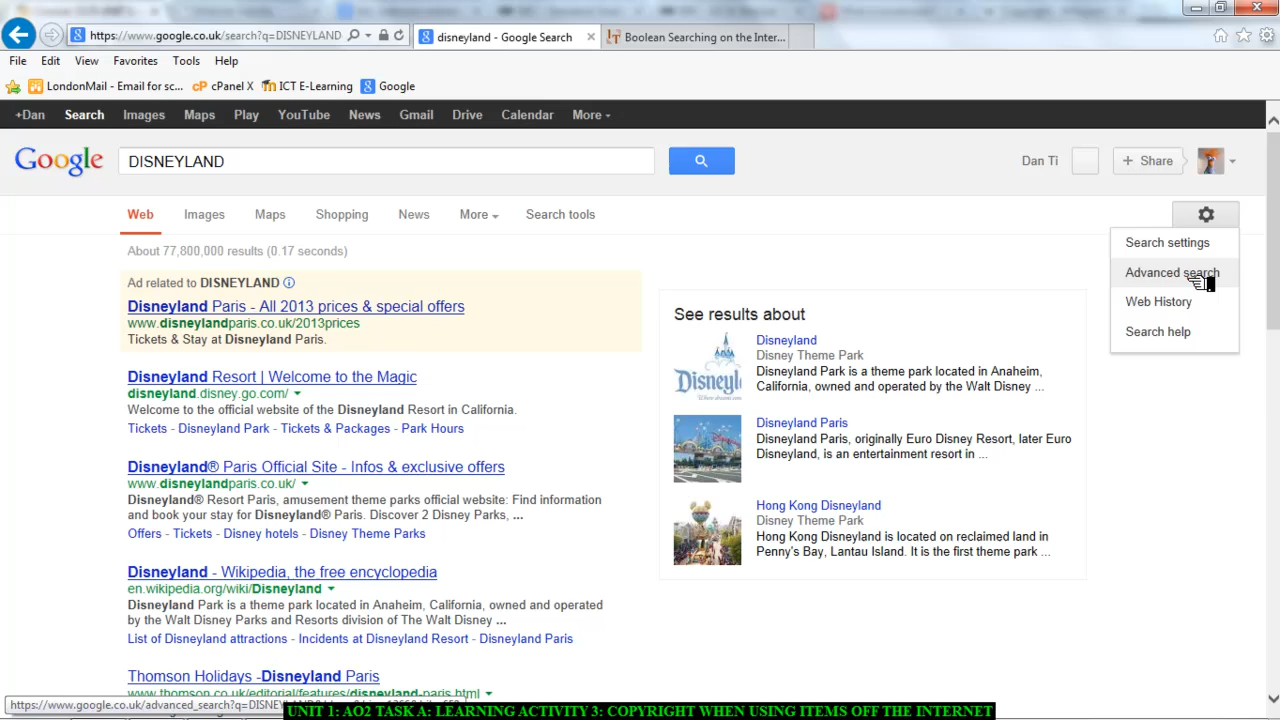 https://www.google.co.uk/search?q=DISNEYLAND
disneyland - Google Search
Boolean Searching on the Inter...
File Edit View Favorites Tools Help
LondonMail - Email for sc... cPanel X ICT E-Learning Google
+Dan Search Images Maps Play YouTube News Gmail Drive Calendar More
Google DISNEYLAND Dan Ti + Share
Web Images Maps Shopping News More Search tools
About 77,800,000 results (0.17 seconds)
Search settings
Advanced search
Web History
Search help
Ad related to DISNEYLAND
Disneyland Paris - All 2013 prices & special offers
www.disneylandparis.co.uk/2013prices
Tickets & Stay at Disneyland Paris.
Disneyland Resort | Welcome to the Magic
disneyland.disney.go.com/
Welcome to the official website of the Disneyland Resort in California.
Tickets - Disneyland Park - Tickets & Packages - Park Hours
Disneyland® Paris Official Site - Infos & exclusive offers
www.disneylandparis.co.uk/
Disneyland® Resort Paris, amusement theme parks official website: Find information
and book your stay for Disneyland® Paris. Discover 2 Disney Parks, ...
Offers - Tickets - Disney hotels - Disney Theme Parks
Disneyland - Wikipedia, the free encyclopedia
en.wikipedia.org/wiki/Disneyland
Disneyland Park is a theme park located in Anaheim, California, owned and operated
by the Walt Disney Parks and Resorts division of The Walt Disney ...
List of Disneyland attractions - Incidents at Disneyland Resort - Disneyland Paris
Thomson Holidays -Disneyland Paris
www.thomson.co.uk/editorial/features/disneyland-paris.html
See results about
Disneyland
Disney Theme Park
Disneyland Park is a theme park located in Anaheim,
California, owned and operated by the Walt Disney ...
Disneyland Paris
Disneyland Paris, originally Euro Disney Resort, later Euro
Disneyland, is an entertainment resort in ...
Hong Kong Disneyland
Disney Theme Park
Hong Kong Disneyland is located on reclaimed land in
Penny's Bay, Lantau Island. It is the first theme park ...
https://www.google.co.uk/advanced_search?q=DISNEYLAND
UNIT 1: AO2 TASK A: LEARNING ACTIVITY 3: COPYRIGHT WHEN USING ITEMS OFF THE INTERNET